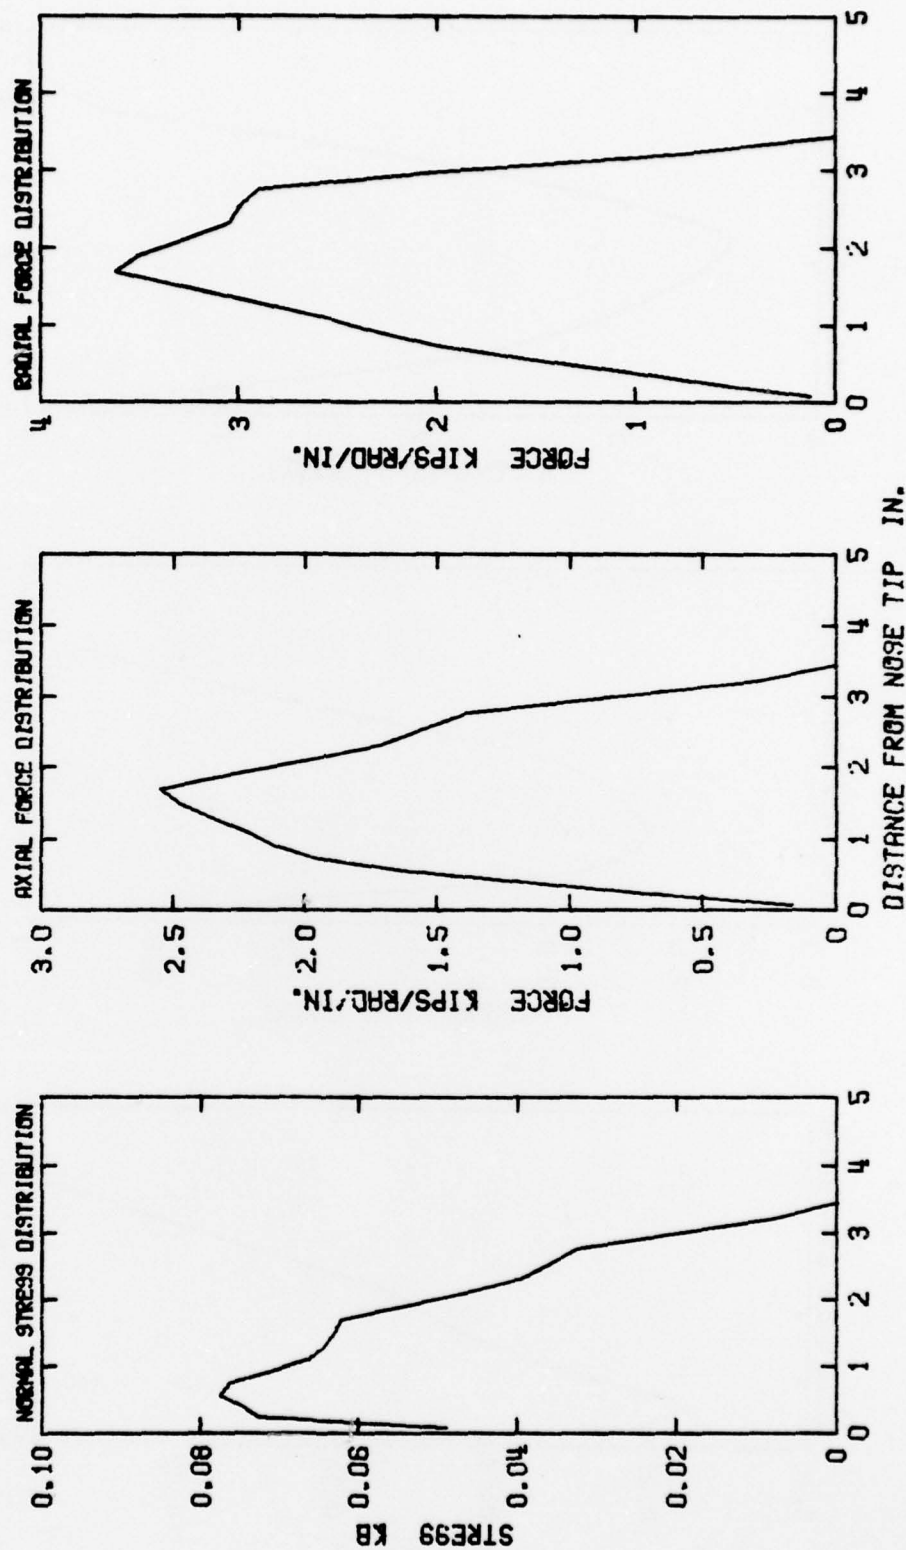 NORMAL STRESS DISTRIBUTION
STRESS KB
0.10
0.08
0.06
0.04
0.02
0
0 1 2 3 4 5
AXIAL FORCE DISTRIBUTION
FORCE KIPS/RAD/IN.
3.0
2.5
2.0
1.5
1.0
0.5
0
0 1 2 3 4 5
DISTANCE FROM NOSE TIP IN.
RADIAL FORCE DISTRIBUTION
FORCE KIPS/RAD/IN.
4
3
2
1
0
0 1 2 3 4 5